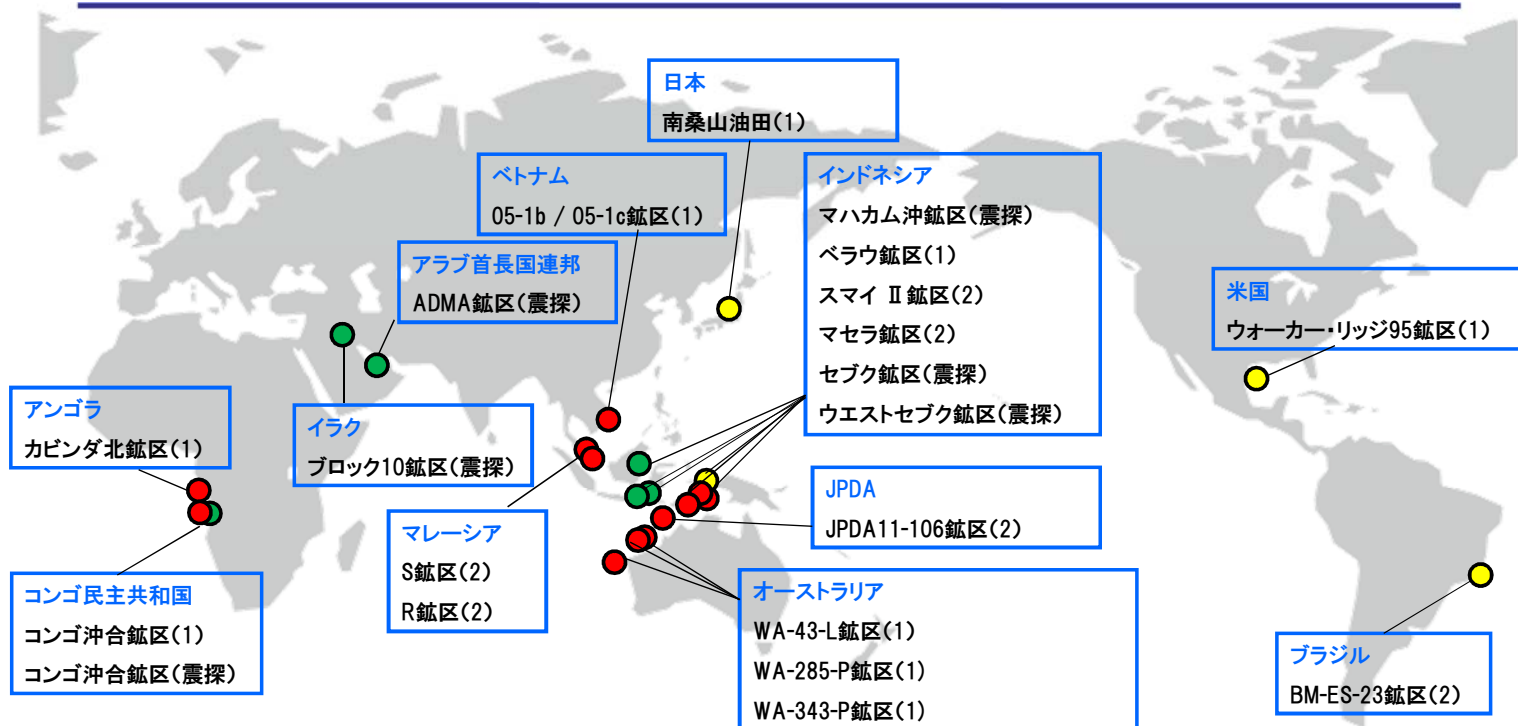 日本
南桑山油田(1)
ベトナム
05-1b / 05-1c鉱区(1)
インドネシア
マハカム沖鉱区(震探)
ベラウ鉱区(1)
スマイ Ⅱ 鉱区(2)
マセラ鉱区(2)
セブク鉱区(震探)
ウエストセブク鉱区(震探)
アラブ首長国連邦
ADMA鉱区(震探)
米国
ウォーカー・リッジ95鉱区(1)
アンゴラ
カビンダ北鉱区(1)
イラク
ブロック10鉱区(震探)
JPDA
JPDA11-106鉱区(2)
マレーシア
S鉱区(2)
R鉱区(2)
コンゴ民主共和国
コンゴ沖合鉱区(1)
コンゴ沖合鉱区(震探)
オーストラリア
WA-43-L鉱区(1)
WA-285-P鉱区(1)
WA-343-P鉱区(1)
ブラジル
BM-ES-23鉱区(2)